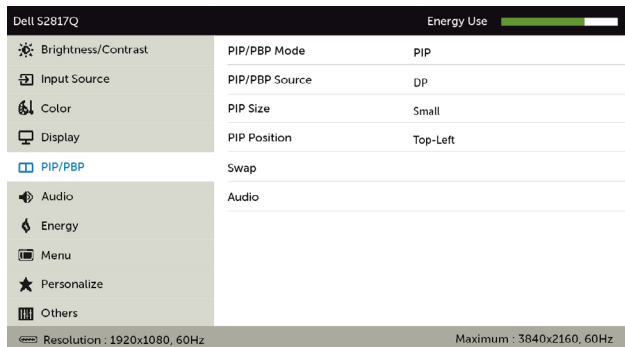 Dell S2817Q Energy Use
Brightness/Contrast PIP/PBP Mode PIP
Input Source PIP/PBP Source DP
Color PIP Size Small
Display PIP Position Top-Left
PIP/PBP Swap
Audio Audio
Energy
Menu
Personalize
Others
Resolution : 1920x1080, 60Hz Maximum : 3840x2160, 60Hz